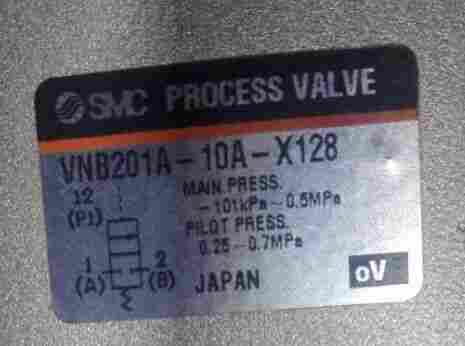 SMC PROCESS VALVE
VNB201A-10A-X128
12
(P1)
MAIN PRESS.
-101kPa~0.5MPa
PILOT PRESS.
0.25~0.7MPa
1 2
(A) (B)
JAPAN
oV